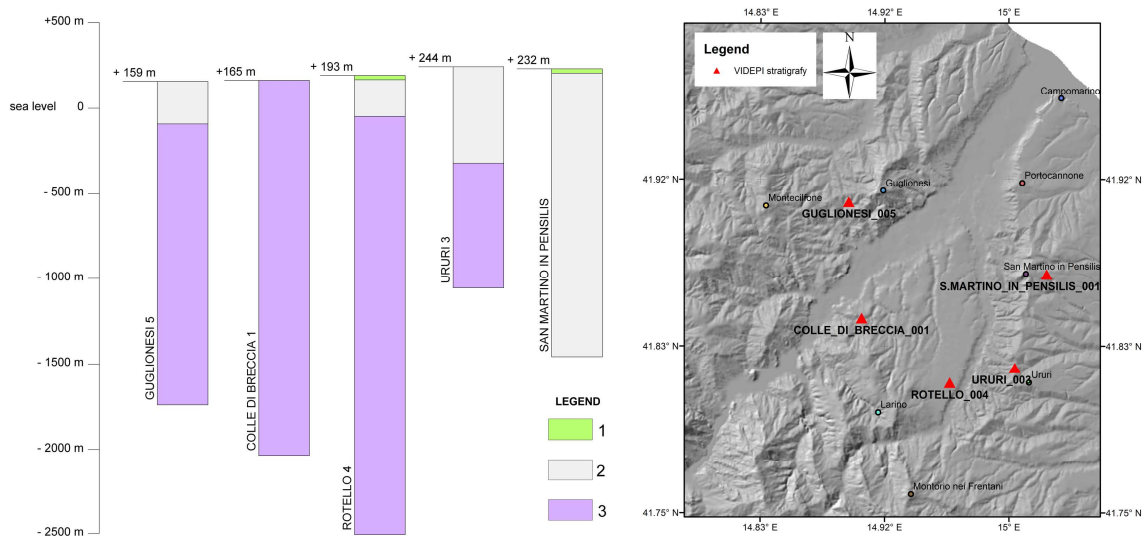 +500 m
+ 159 m
+165 m
+ 193 m
+ 244 m
+ 232 m
sea level 0
- 500 m
- 1000 m
- 1500 m
- 2000 m
- 2500 m
GUGLIONESI 5
COLLE DI BRECCIA 1
ROTELLO 4
URURI 3
SAN MARTINO IN PENSILIS
LEGEND
1
2
3
14.83° E
14.92° E
15° E
Legend
VIDEPI stratigrafy
N
Campomarino
41.92° N
41.92° N
Guglionesi
Portocannone
Montecilfone
GUGLIONESI_005
San Martino in Pensilis
S.MARTINO_IN_PENSILIS_001
COLLE_DI_BRECCIA_001
41.83° N
41.83° N
URURI_003
Ururi
ROTELLO_004
Larino
Montorio nei Frentani
41.75° N
41.75° N
14.83° E
14.92° E
15° E